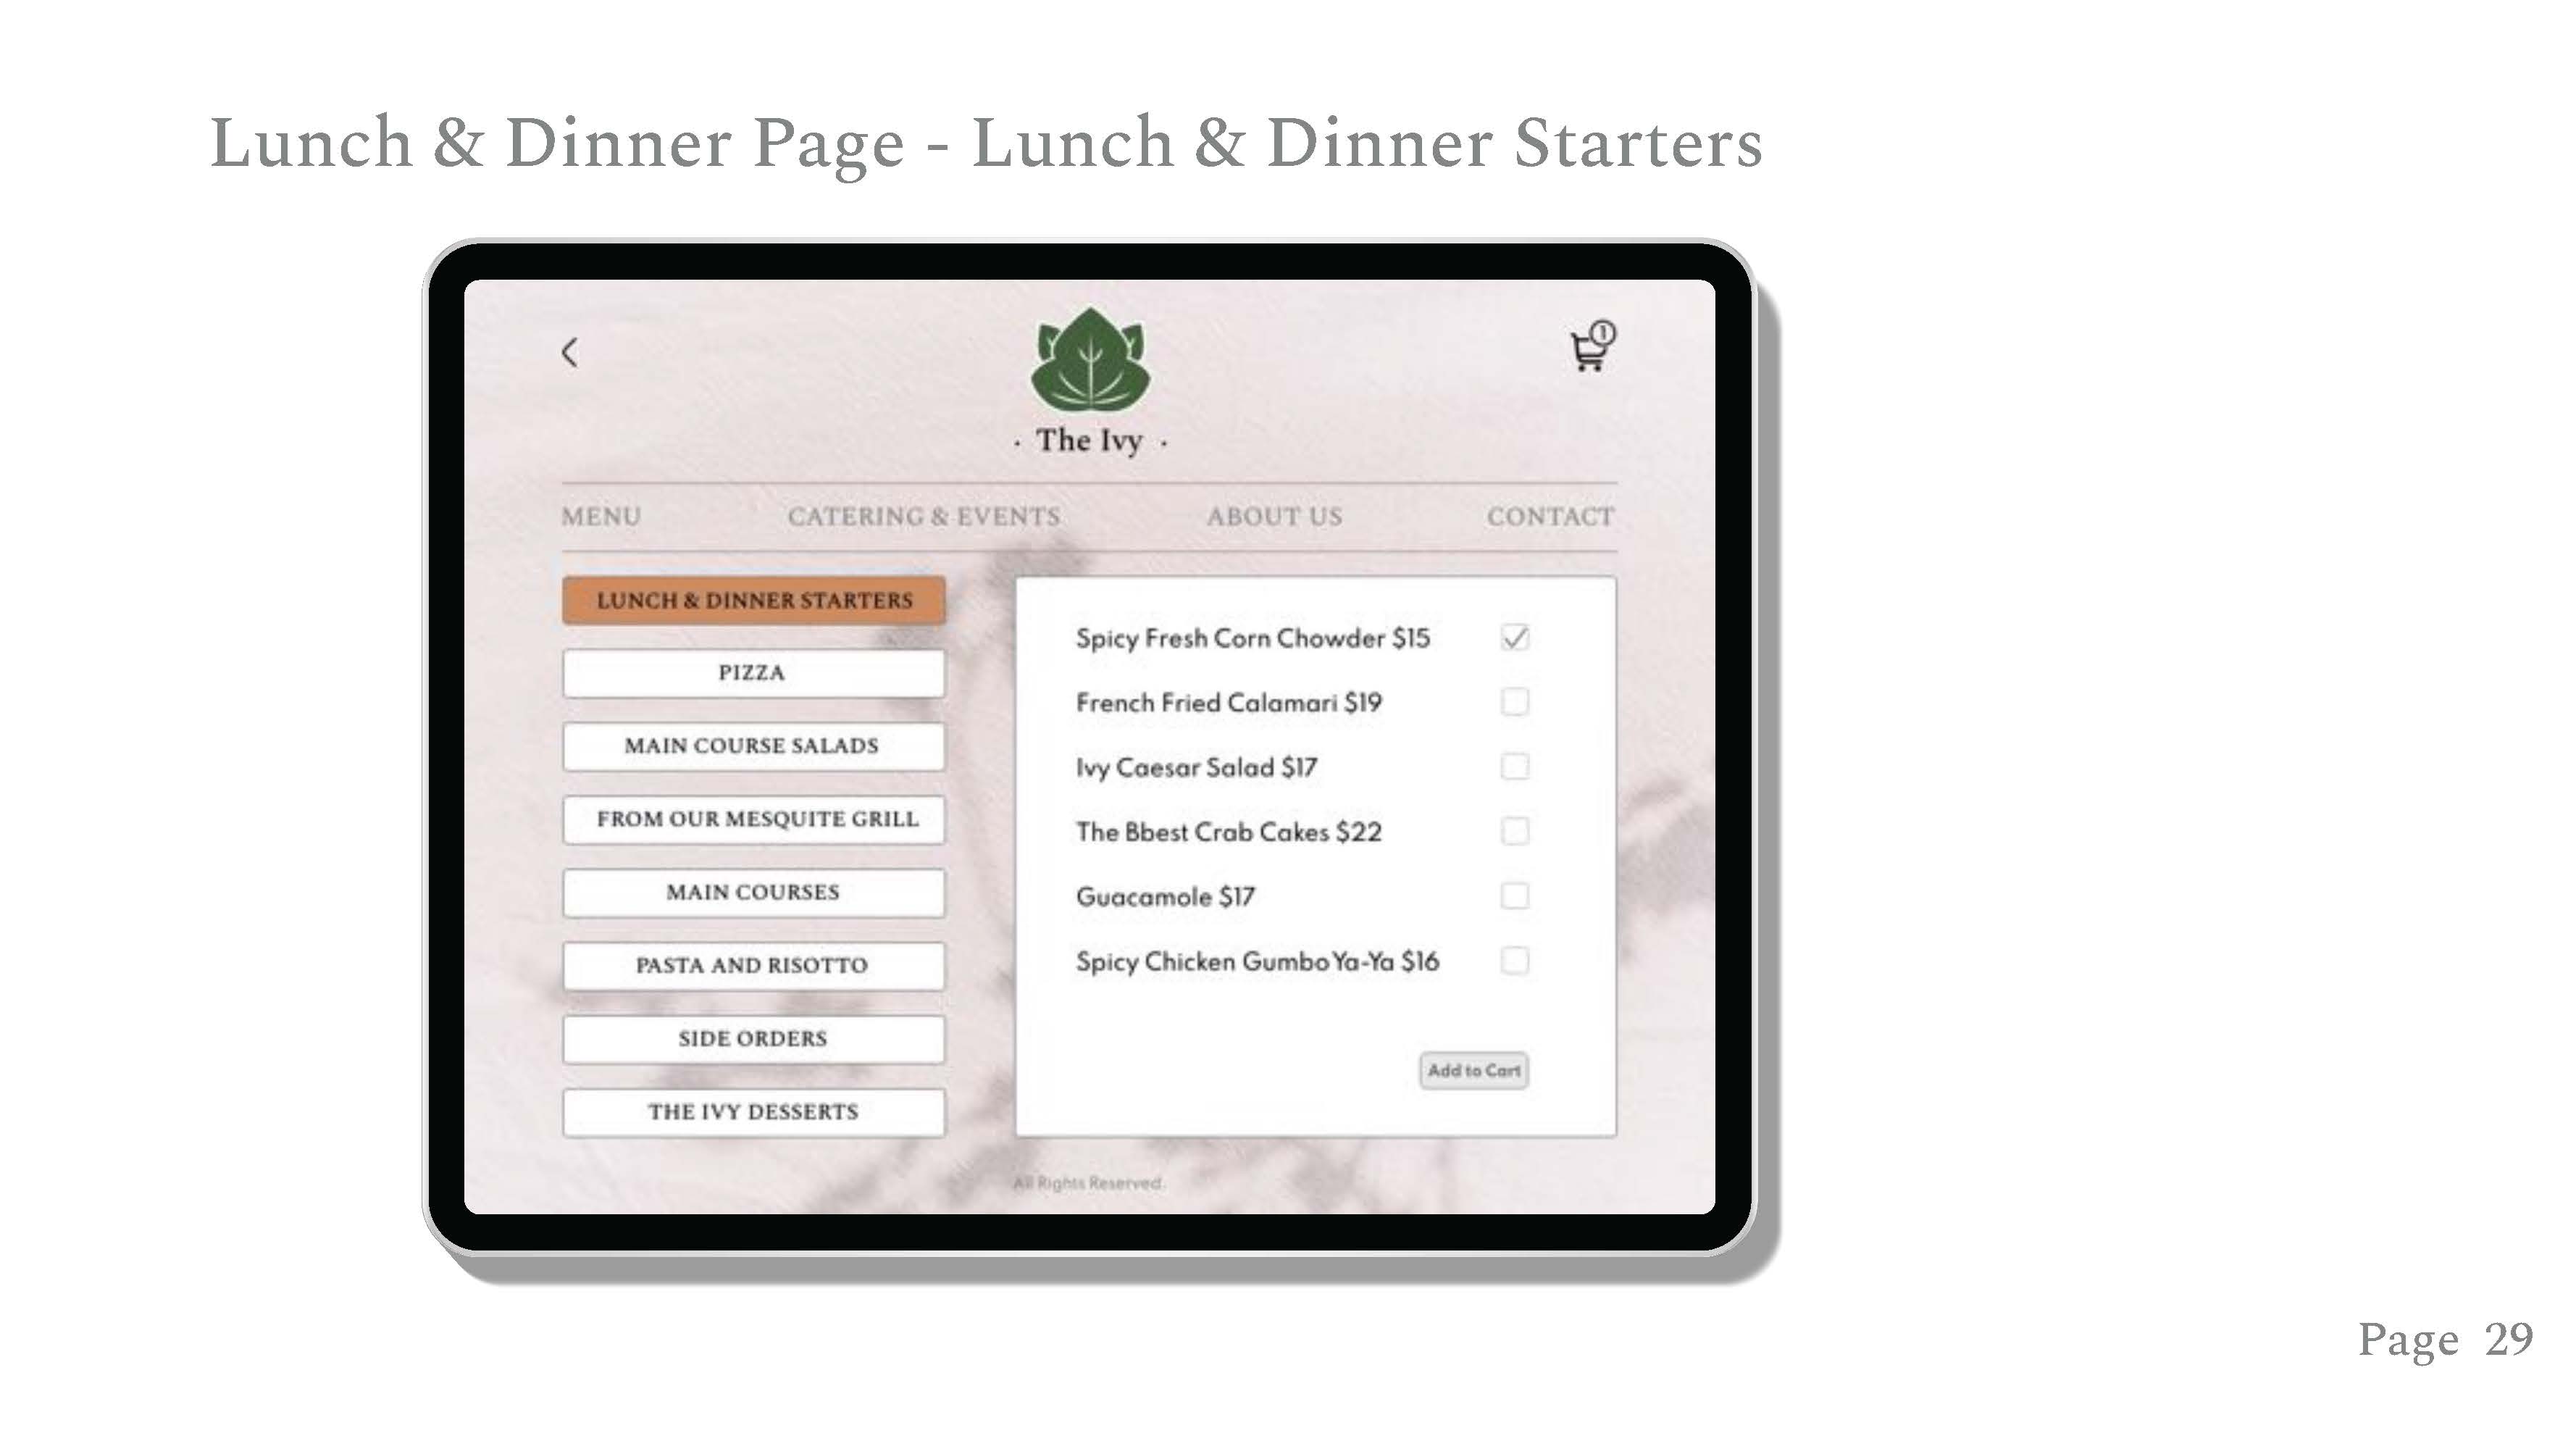 Lunch & Dinner Page - Lunch & Dinner Starters
1
· The Ivy ·
MENU CATERING & EVENTS ABOUT US CONTACT
LUNCH & DINNER STARTERS
PIZZA
MAIN COURSE SALADS
FROM OUR MESQUITE GRILL
MAIN COURSES
PASTA AND RISOTTO
SIDE ORDERS
THE IVY DESSERTS
Spicy Fresh Corn Chowder $15
French Fried Calamari $19
Ivy Caesar Salad $17
The Bbest Crab Cakes $22
Guacamole $17
Spicy Chicken Gumbo Ya-Ya $16
Add to Cart
All Rights Reserved.
Page 29